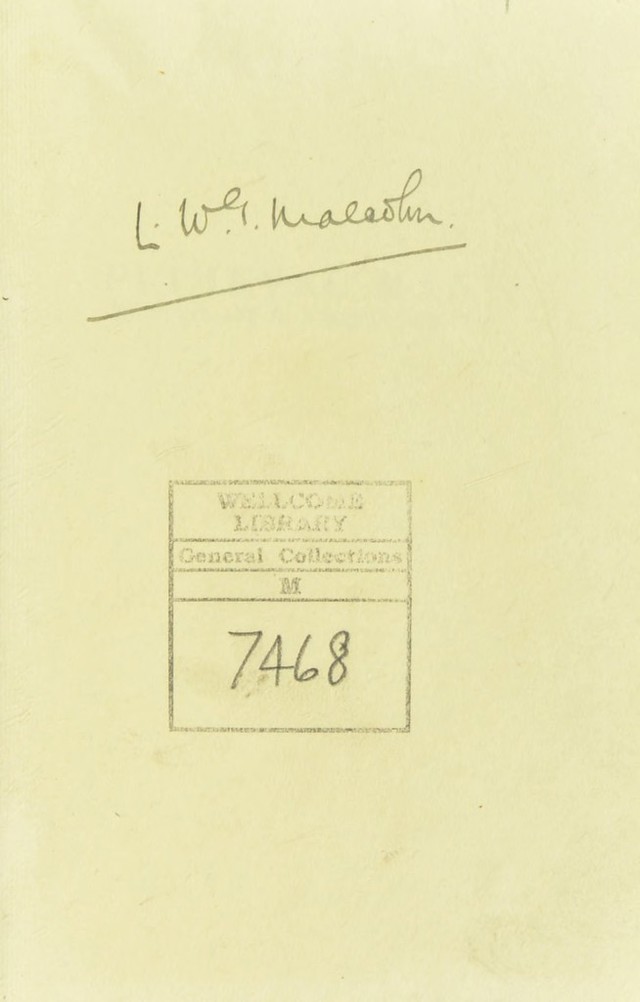 L. W. G. Malcolm.
WELLCOME
LIBRARY
General Collections
M
7468